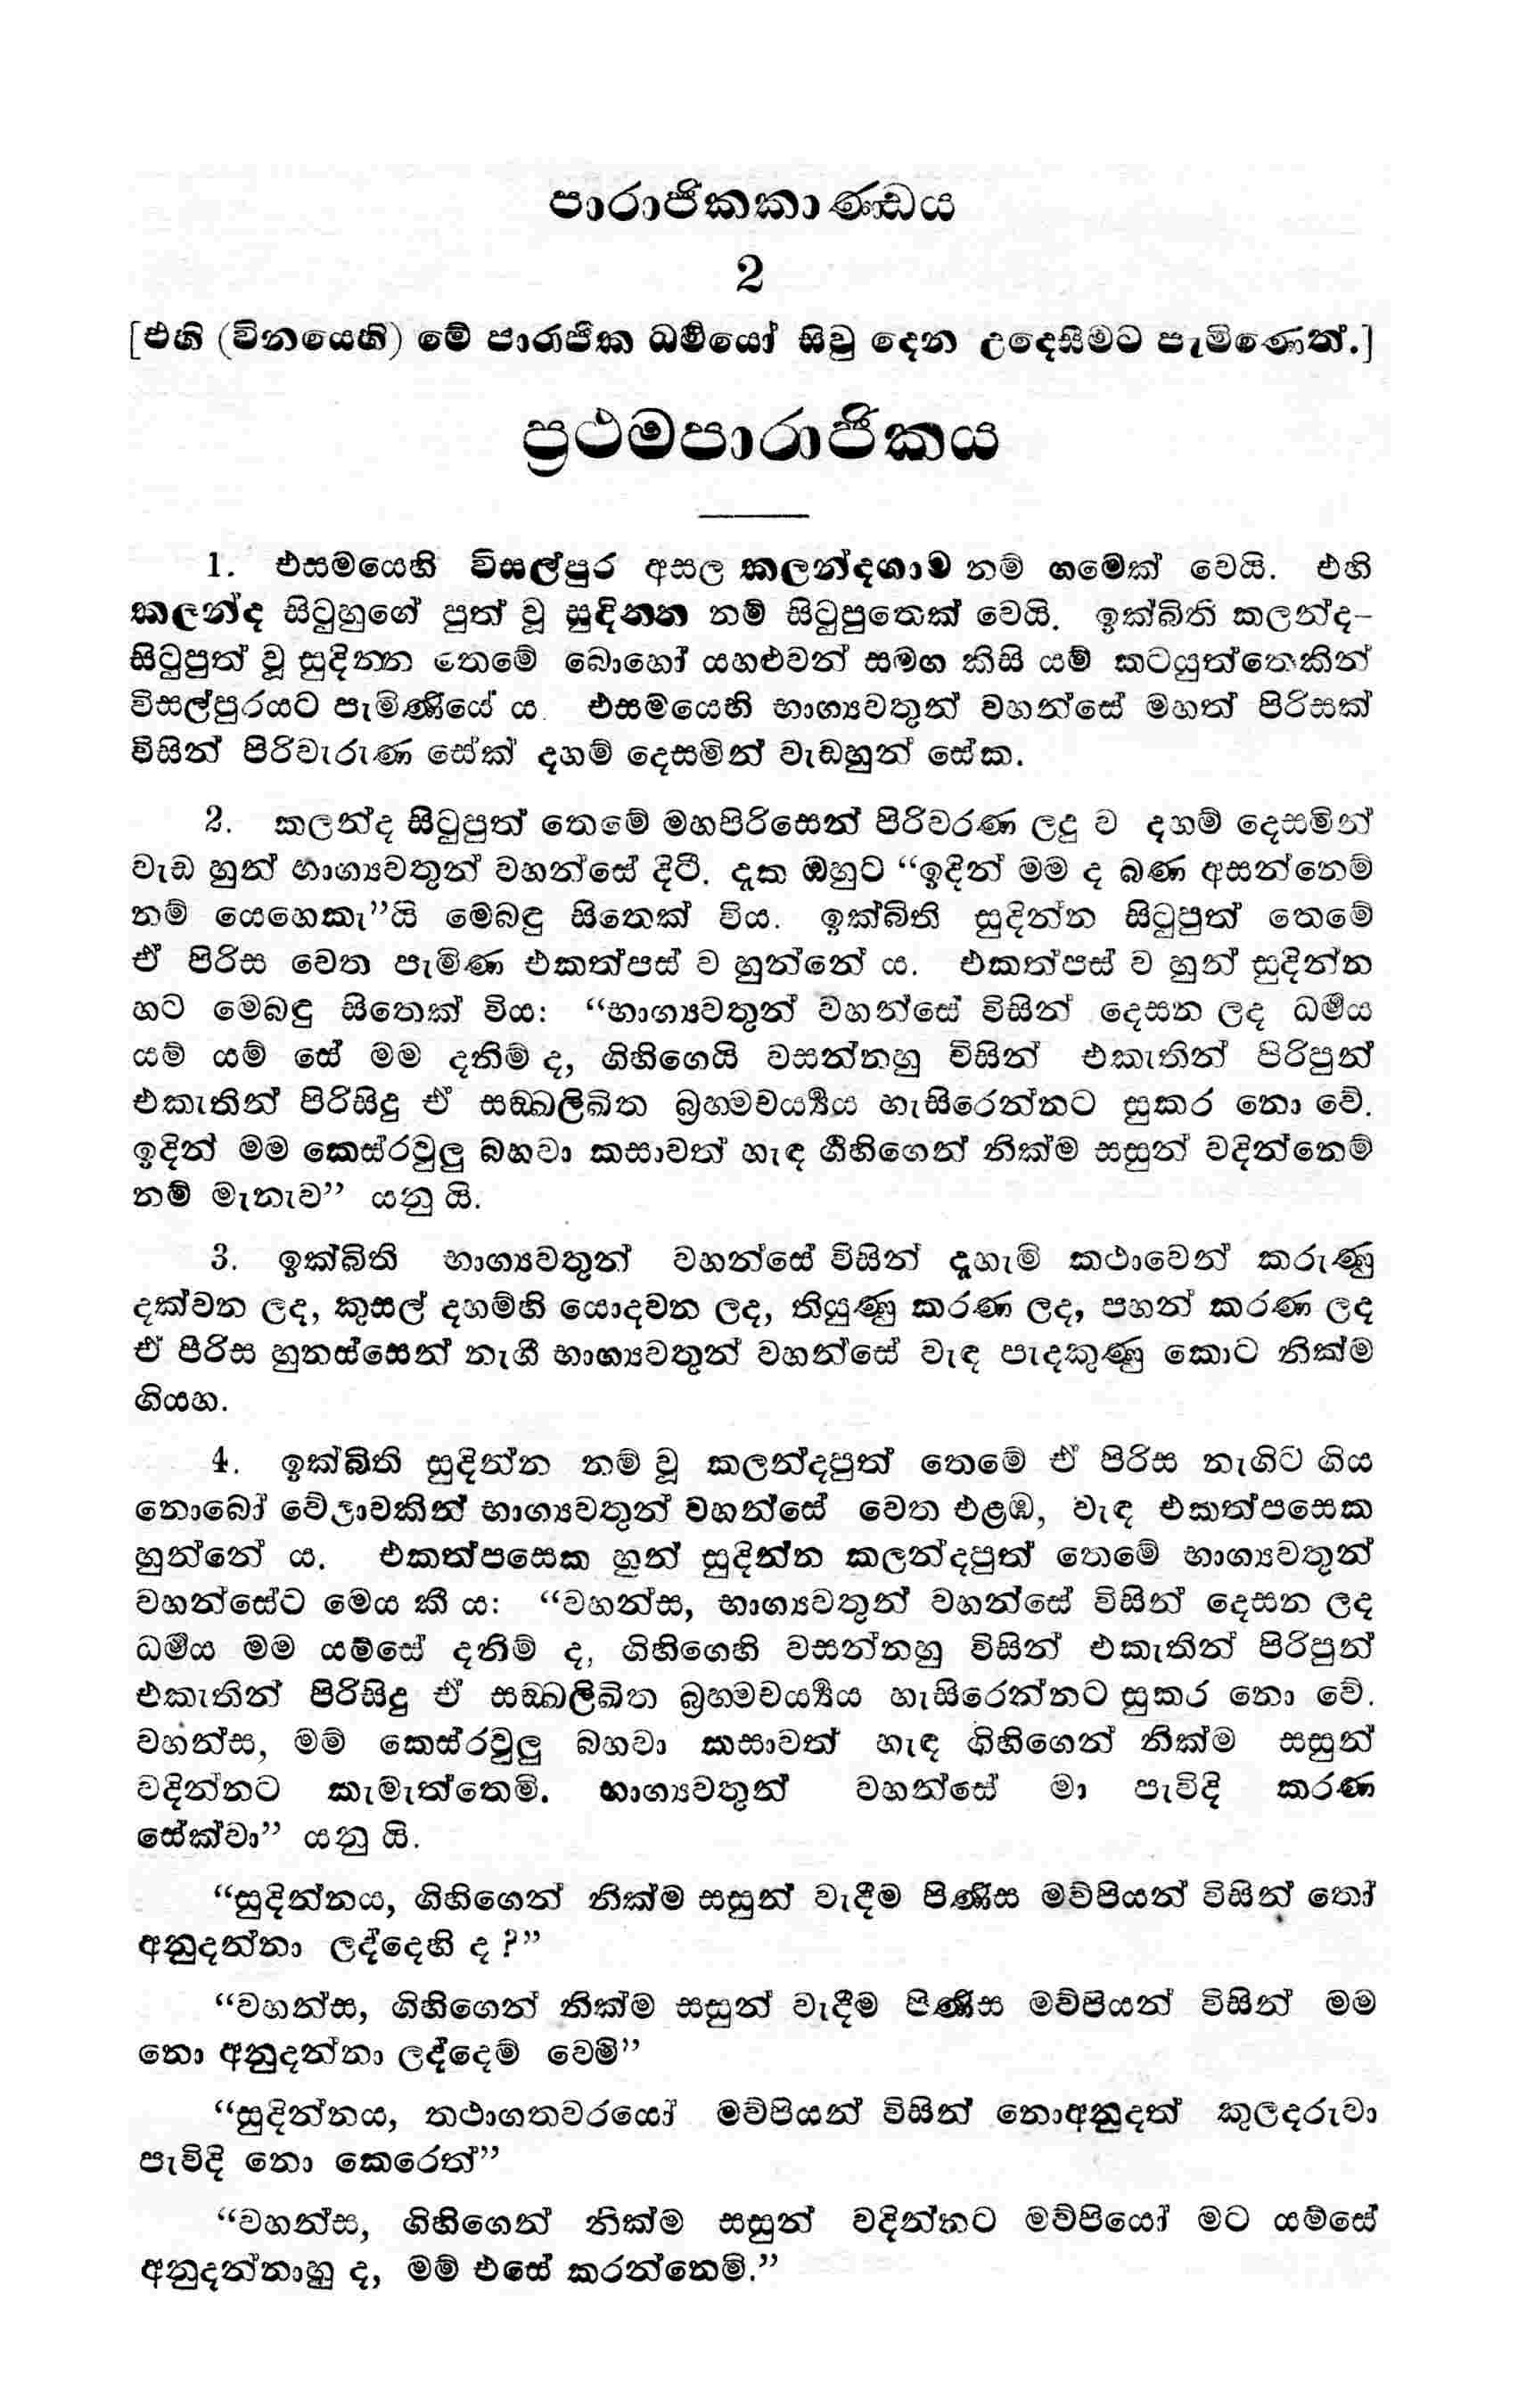 පාරාජිකකාණ්ඩය
2
[එහි (විනයෙහි) මේ පාරාජික ධර්මයෝ සිවු දෙන උදෙසීමට පැමිණෙත්.]
ප්‍රථමපාරාජිකය
1. එසමයෙහි විසල්පුර අසල කලන්දගාම නම් ගමෙක් වෙයි. එහි
කලන්ද සිටුහුගේ පුත් වූ සුදින්න නම් සිටුපුතෙක් වෙයි. ඉක්බිති කලන්ද-
සිටුපුත් වූ සුදින්න තෙමේ බොහෝ යහළුවන් සමග කිසි යම් කටයුත්තෙකින්
විසල්පුරයට පැමිණියේ ය. එසමයෙහි භාග්‍යවතුන් වහන්සේ මහත් පිරිසක්
විසින් පිරිවැරුණ සේක් දහම් දෙසමින් වැඩහුන් සේක.
2. කලන්ද සිටුපුත් තෙමේ මහපිරිසෙන් පිරිවරණ ලදු ව දහම් දෙසමින්
වැඩ හුන් භාග්‍යවතුන් වහන්සේ දිටී. දැක ඔහුට “ඉදින් මම ද බණ අසන්නෙම්
නම් යෙහෙකැ”යි මෙබඳු සිතෙක් විය. ඉක්බිති සුදින්න සිටුපුත් තෙමේ
ඒ පිරිස වෙත පැමිණ එකත්පස් ව හුන්නේ ය. එකත්පස් ව හුන් සුදින්න
හට මෙබඳු සිතෙක් විය: “භාග්‍යවතුන් වහන්සේ විසින් දෙසන ලද ධර්මය
යම් යම් සේ මම දනිම් ද, ගිහිගෙයි වසන්නහු විසින් එකැතින් පිරිපුන්
එකැතින් පිරිසිදු ඒ සඞ්ඛලිඛිත බ්‍රහ්මචර්‍ය්‍යය හැසිරෙන්නට සුකර නො වේ.
ඉදින් මම කෙස්රවුලු බහවා කසාවත් හැඳ ගිහිගෙන් නික්ම සසුන් වදින්නෙම්
නම් මැනැව” යනු යි.
3. ඉක්බිති භාග්‍යවතුන් වහන්සේ විසින් දැහැමි කථාවෙන් කරුණු
දක්වන ලද, කුසල් දහම්හි යොදවන ලද, තියුණු කරණ ලද, පහන් කරණ ලද
ඒ පිරිස හුනස්සෙන් නැගී භාග්‍යවතුන් වහන්සේ වැඳ පැදකුණු කොට නික්ම
ගියහ.
4. ඉක්බිති සුදින්න නම් වූ කලන්දපුත් තෙමේ ඒ පිරිස නැගිට ගිය
නොබෝ වේලාවකින් භාග්‍යවතුන් වහන්සේ වෙත එළඹ, වැඳ එකත්පසෙක
හුන්නේ ය. එකත්පසෙක හුන් සුදින්න කලන්දපුත් තෙමේ භාග්‍යවතුන්
වහන්සේට මෙය කී ය: “වහන්ස, භාග්‍යවතුන් වහන්සේ විසින් දෙසන ලද
ධර්මය මම යම්සේ දනිම් ද, ගිහිගෙහි වසන්නහු විසින් එකැතින් පිරිපුන්
එකැතින් පිරිසිදු ඒ සඞ්ඛලිඛිත බ්‍රහ්මචර්‍ය්‍යය හැසිරෙන්නට සුකර නො වේ.
වහන්ස, මම් කෙස්රවුලු බහවා කසාවත් හැඳ ගිහිගෙන් නික්ම සසුන්
වදින්නට කැමැත්තෙමි. භාග්‍යවතුන් වහන්සේ මා පැවිදි කරණ
සේක්වා” යනු යි.
“සුදින්නය, ගිහිගෙන් නික්ම සසුන් වැදීම පිණිස මව්පියන් විසින් තෝ
අනුදන්නා ලද්දෙහි ද ?”
“වහන්ස, ගිහිගෙන් නික්ම සසුන් වැදීම පිණිස මව්පියන් විසින් මම
නො අනුදන්නා ලද්දෙම් වෙමි”
“සුදින්නය, තථාගතවරයෝ මව්පියන් විසින් නොඅනුදත් කුලදරුවා
පැවිදි නො කෙරෙත්”
“වහන්ස, ගිහිගෙන් නික්ම සසුන් වදින්නට මව්පියෝ මට යම්සේ
අනුදන්නාහු ද, මම් එසේ කරන්නෙමි.”